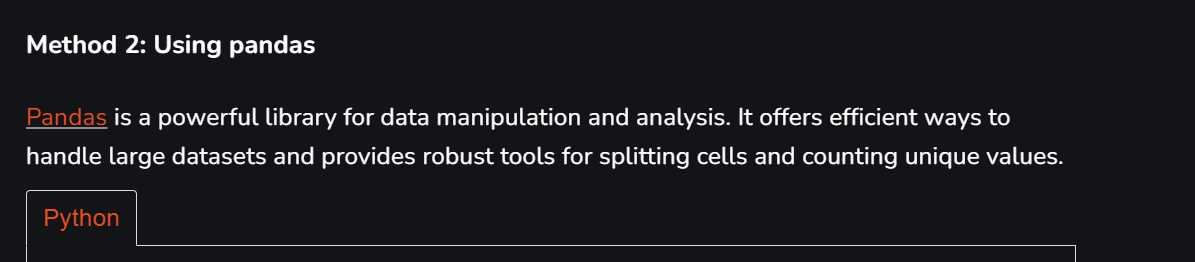 Method 2: Using pandas
Pandas is a powerful library for data manipulation and analysis. It offers efficient ways to
handle large datasets and provides robust tools for splitting cells and counting unique values.
Python